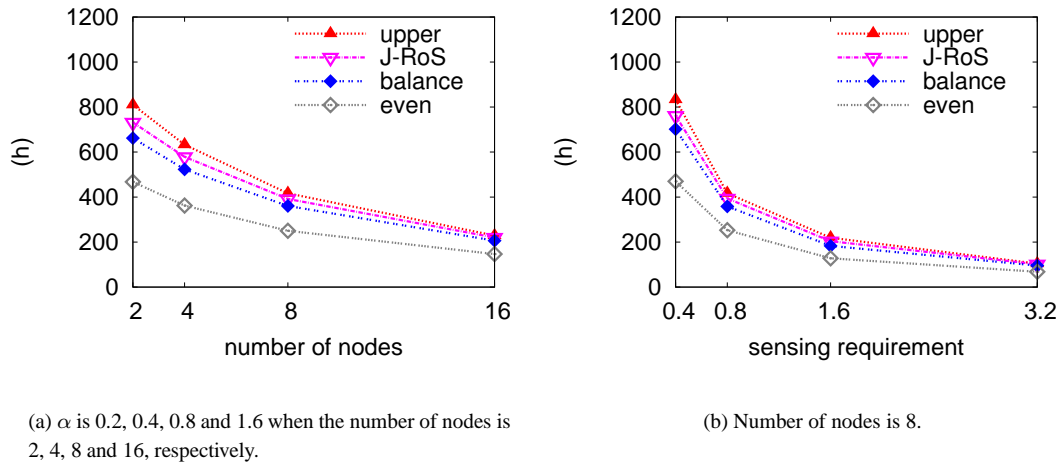 1200
1000
800
600
400
200
0
(h)
upper
J-RoS
balance
even
2 4 8 16
number of nodes
(a) α is 0.2, 0.4, 0.8 and 1.6 when the number of nodes is
2, 4, 8 and 16, respectively.
1200
1000
800
600
400
200
0
(h)
upper
J-RoS
balance
even
0.4 0.8 1.6 3.2
sensing requirement
(b) Number of nodes is 8.